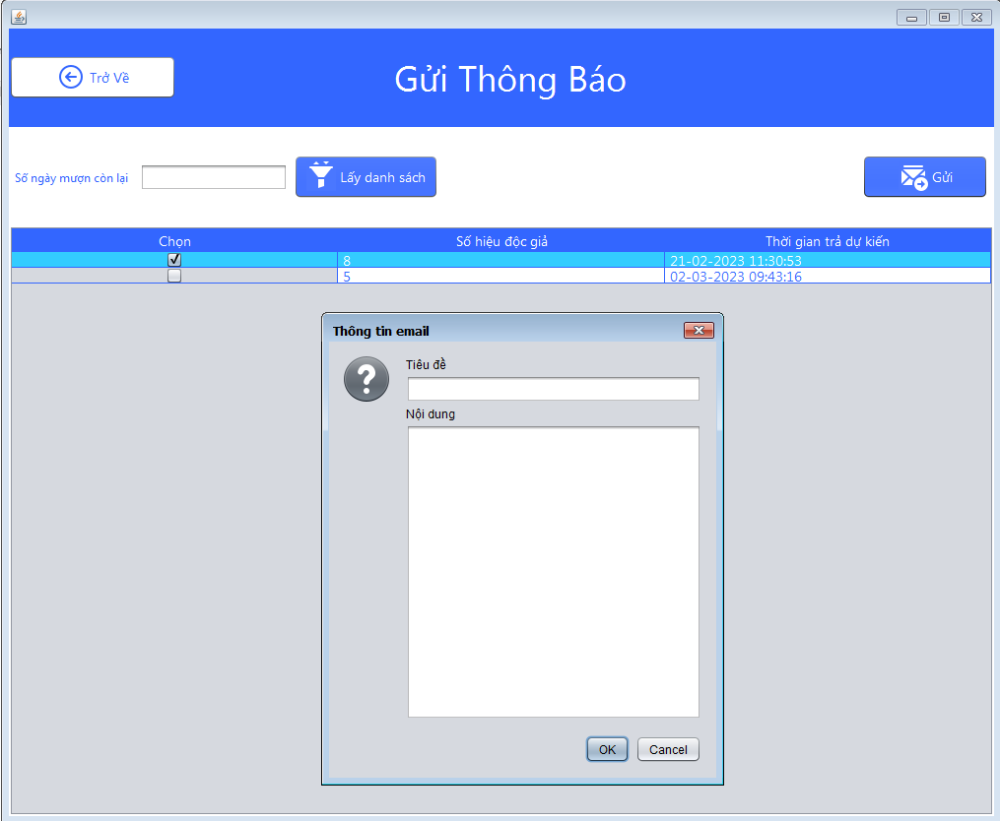 Trở Về
Gửi Thông Báo
Số ngày mượn còn lại
Lấy danh sách
Gửi
Chọn Số hiệu độc giả Thời gian trả dự kiến
8 21-02-2023 11:30:53
5 02-03-2023 09:43:16
Thông tin email
Tiêu đề
Nội dung
OK Cancel